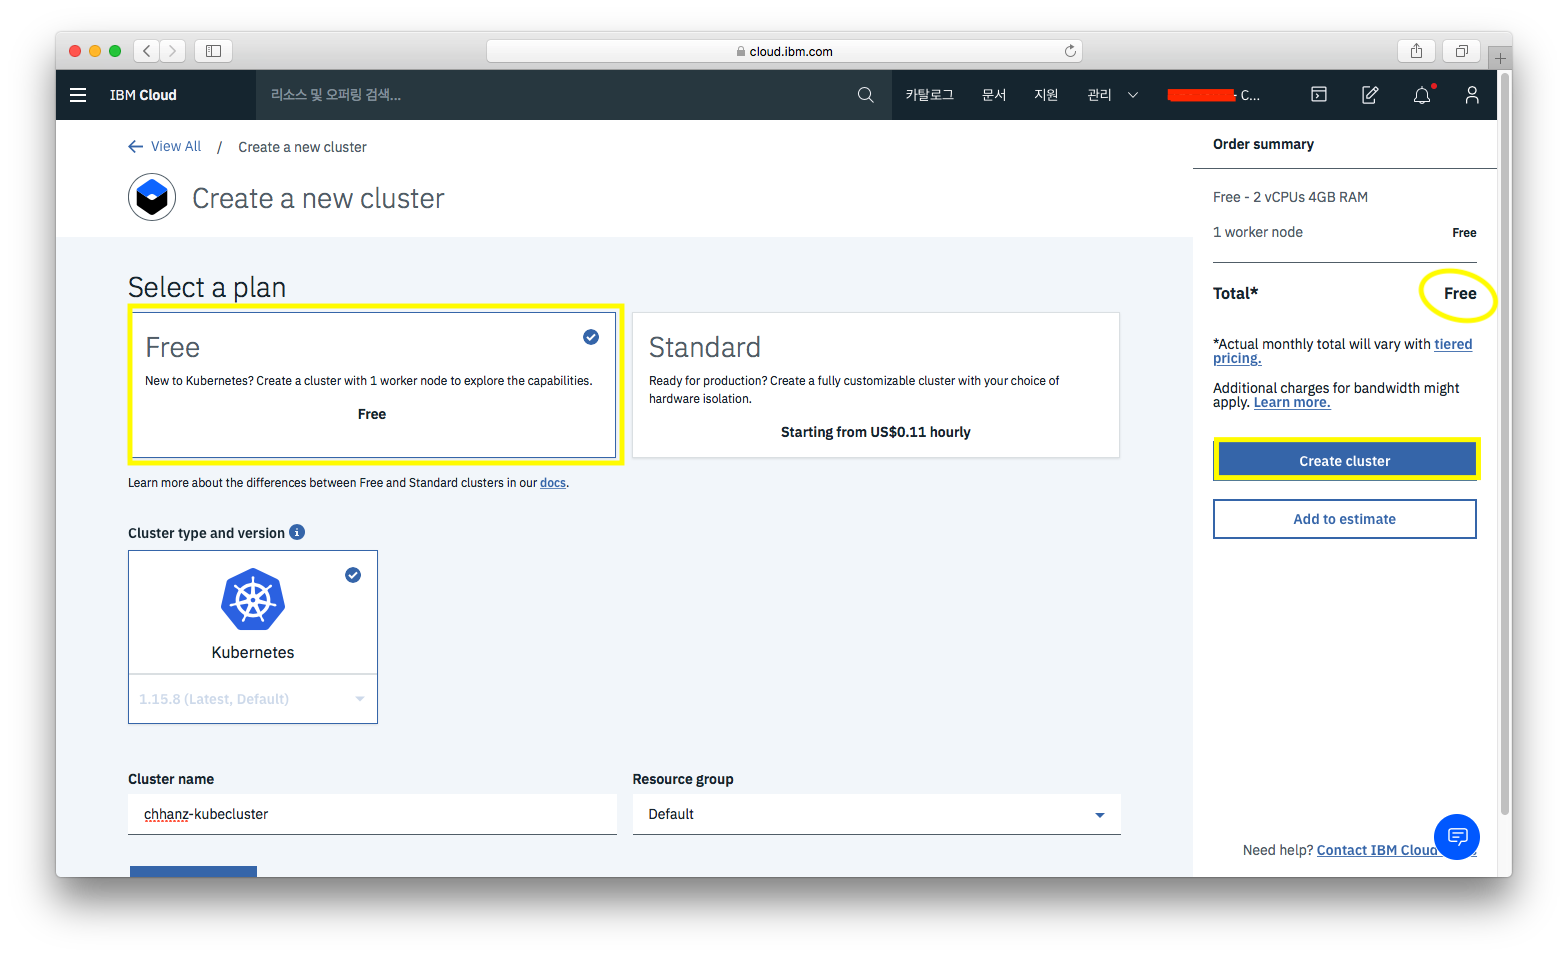 cloud.ibm.com
IBM Cloud
리소스 및 오퍼링 검색...
카탈로그
문서
지원
관리
- C...
View All / Create a new cluster
Create a new cluster
Select a plan
Free
New to Kubernetes? Create a cluster with 1 worker node to explore the capabilities.
Free
Standard
Ready for production? Create a fully customizable cluster with your choice of
hardware isolation.
Starting from US$0.11 hourly
Learn more about the differences between Free and Standard clusters in our docs.
Cluster type and version
Kubernetes
1.15.8 (Latest, Default)
Cluster name
chhanz-kubecluster
Resource group
Default
Order summary
Free - 2 vCPUs 4GB RAM
1 worker node Free
Total* Free
*Actual monthly total will vary with tiered
pricing.
Additional charges for bandwidth might
apply. Learn more.
Create cluster
Add to estimate
Need help? Contact IBM Cloud